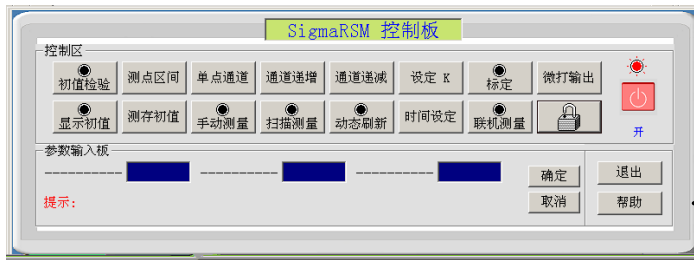 SigmaRSM 控制板
控制区
初值检验 测点区间 单点通道 通道递增 通道递减 设定 K 标定 微打输出
显示初值 测存初值 手动测量 扫描测量 动态刷新 时间设定 联机测量
开
参数输入板
---------- ---------- ----------
确定 退出
提示:
取消 帮助